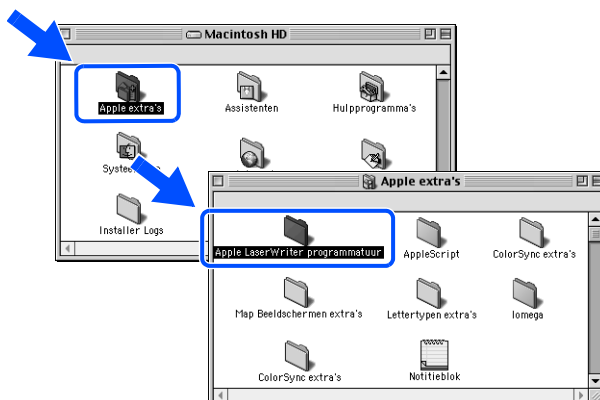 Macintosh HD
Apple extra's
Assistenten
Hulpprogramma's
Installer Logs
Apple extra's
Apple LaserWriter programmatuur
AppleScript
ColorSync extra's
Map Beeldschermen extra's
Lettertypen extra's
Iomega
ColorSync extra's
Notitieblok